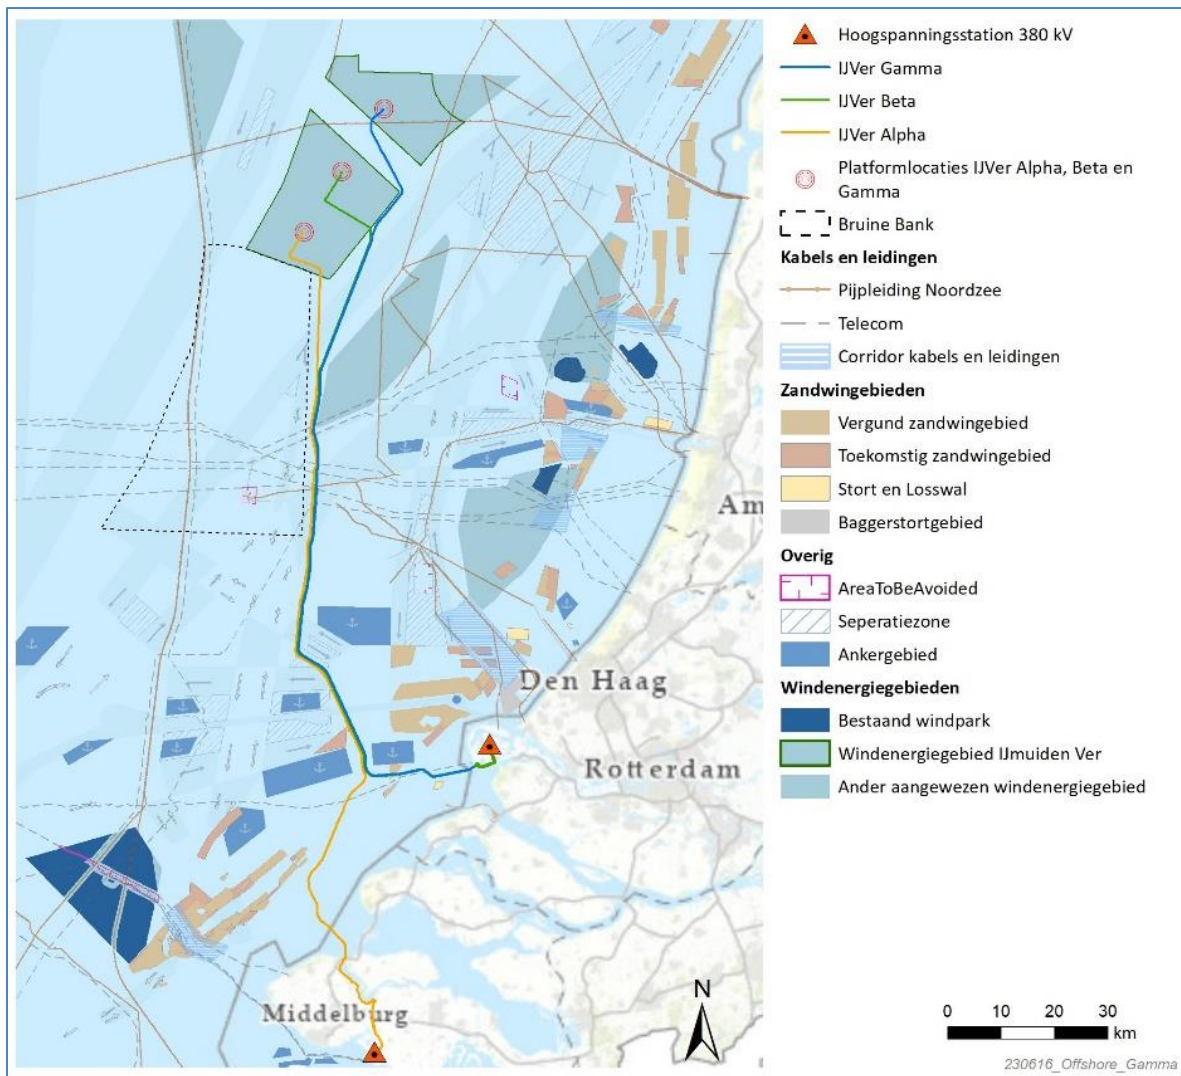 Hoogspanningsstation 380 kV
IJVer Gamma
IJVer Beta
IJVer Alpha
Platformlocaties IJVer Alpha, Beta en
Gamma
Bruine Bank
Kabels en leidingen
Pijpleiding Noordzee
Telecom
Corridor kabels en leidingen
Zandwingebieden
Vergund zandwingebied
Toekomstig zandwingebied
Stort en Losswal
Baggerstortgebied
Overig
AreaToBeAvoided
Seperatiezone
Ankergebied
Windenergiegebieden
Bestaand windpark
Windenergiegebied IJmuiden Ver
Ander aangewezen windenergiegebied
Am
Den Haag
Rotterdam
Middelburg
N
0 10 20 30
km
230616_Offshore_Gamma